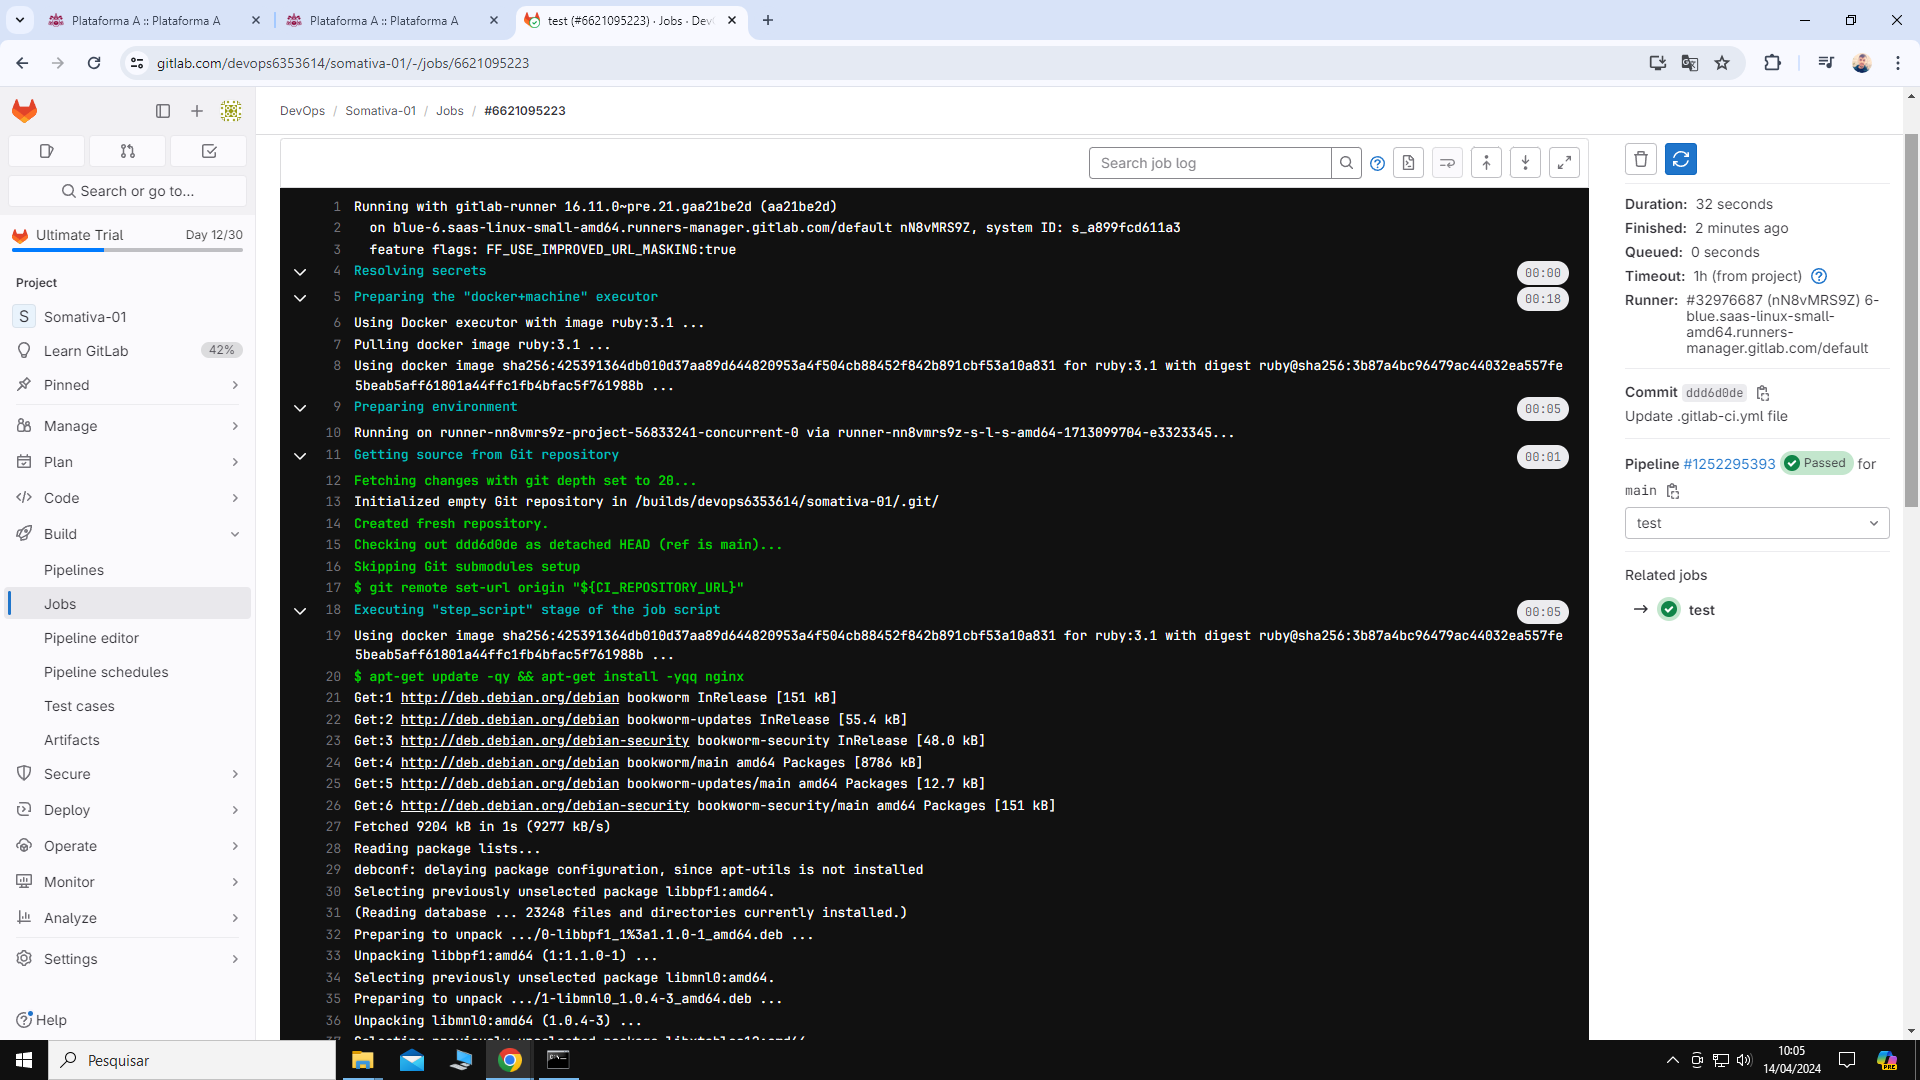 Plataforma A :: Plataforma A
Plataforma A :: Plataforma A
test (#6621095223) · Jobs · Dev
gitlab.com/devops6353614/somativa-01/-/jobs/6621095223
DevOps / Somativa-01 / Jobs / #6621095223
Search or go to...
Ultimate Trial Day 12/30
Project
S Somativa-01
Learn GitLab 42%
Pinned
Manage
Plan
Code
Build
Pipelines
Jobs
Pipeline editor
Pipeline schedules
Test cases
Artifacts
Secure
Deploy
Operate
Monitor
Analyze
Settings
Help
Search job log
1 Running with gitlab-runner 16.11.0~pre.21.gaa21be2d (aa21be2d)
2 on blue-6.saas-linux-small-amd64.runners-manager.gitlab.com/default nN8vMRS9Z, system ID: s_a899fcd611a3
3 feature flags: FF_USE_IMPROVED_URL_MASKING:true
4 Resolving secrets 00:00
5 Preparing the "docker+machine" executor 00:18
6 Using Docker executor with image ruby:3.1 ...
7 Pulling docker image ruby:3.1 ...
8 Using docker image sha256:425391364db010d37aa89d644820953a4f504cb88452f842b891cbf53a10a831 for ruby:3.1 with digest ruby@sha256:3b87a4bc96479ac44032ea557fe
5beab5aff61801a44ffc1fb4bfac5f761988b ...
9 Preparing environment 00:05
10 Running on runner-nn8vmrs9z-project-56833241-concurrent-0 via runner-nn8vmrs9z-s-l-s-amd64-1713099704-e3323345...
11 Getting source from Git repository 00:01
12 Fetching changes with git depth set to 20...
13 Initialized empty Git repository in /builds/devops6353614/somativa-01/.git/
14 Created fresh repository.
15 Checking out ddd6d0de as detached HEAD (ref is main)...
16 Skipping Git submodules setup
17 $ git remote set-url origin "${CI_REPOSITORY_URL}"
18 Executing "step_script" stage of the job script 00:05
19 Using docker image sha256:425391364db010d37aa89d644820953a4f504cb88452f842b891cbf53a10a831 for ruby:3.1 with digest ruby@sha256:3b87a4bc96479ac44032ea557fe
5beab5aff61801a44ffc1fb4bfac5f761988b ...
20 $ apt-get update -qy && apt-get install -yqq nginx
21 Get:1 http://deb.debian.org/debian bookworm InRelease [151 kB]
22 Get:2 http://deb.debian.org/debian bookworm-updates InRelease [55.4 kB]
23 Get:3 http://deb.debian.org/debian-security bookworm-security InRelease [48.0 kB]
24 Get:4 http://deb.debian.org/debian bookworm/main amd64 Packages [8786 kB]
25 Get:5 http://deb.debian.org/debian bookworm-updates/main amd64 Packages [12.7 kB]
26 Get:6 http://deb.debian.org/debian-security bookworm-security/main amd64 Packages [151 kB]
27 Fetched 9204 kB in 1s (9277 kB/s)
28 Reading package lists...
29 debconf: delaying package configuration, since apt-utils is not installed
30 Selecting previously unselected package libbpf1:amd64.
31 (Reading database ... 23248 files and directories currently installed.)
32 Preparing to unpack .../0-libbpf1_1%3a1.1.0-1_amd64.deb ...
33 Unpacking libbpf1:amd64 (1:1.1.0-1) ...
34 Selecting previously unselected package libmnl0:amd64.
35 Preparing to unpack .../1-libmnl0_1.0.4-3_amd64.deb ...
36 Unpacking libmnl0:amd64 (1.0.4-3) ...
37 Selecting previously unselected package libxtables12:amd64.
Duration: 32 seconds
Finished: 2 minutes ago
Queued: 0 seconds
Timeout: 1h (from project)
Runner: #32976687 (nN8vMRS9Z) 6-
blue.saas-linux-small-
amd64.runners-
manager.gitlab.com/default
Commit ddd6d0de
Update .gitlab-ci.yml file
Pipeline #1252295393 Passed for
main
test
Related jobs
→ test
Pesquisar
10:05
14/04/2024